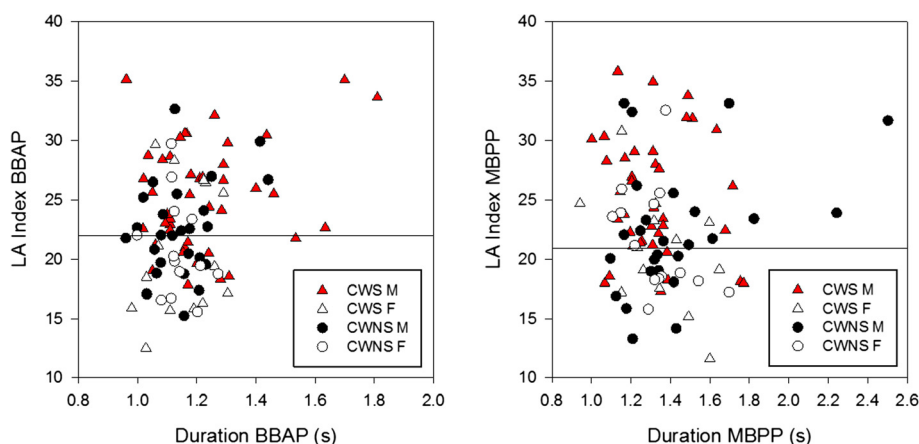 LA Index BBAP
40
35
30
25
20
15
10
0.8
1.0
1.2
1.4
1.6
1.8
2.0
Duration BBAP (s)
CWS M
CWS F
CWNS M
CWNS F
LA Index MBPP
40
35
30
25
20
15
10
0.8
1.0
1.2
1.4
1.6
1.8
2.0
2.2
2.4
2.6
Duration MBPP (s)
CWS M
CWS F
CWNS M
CWNS F